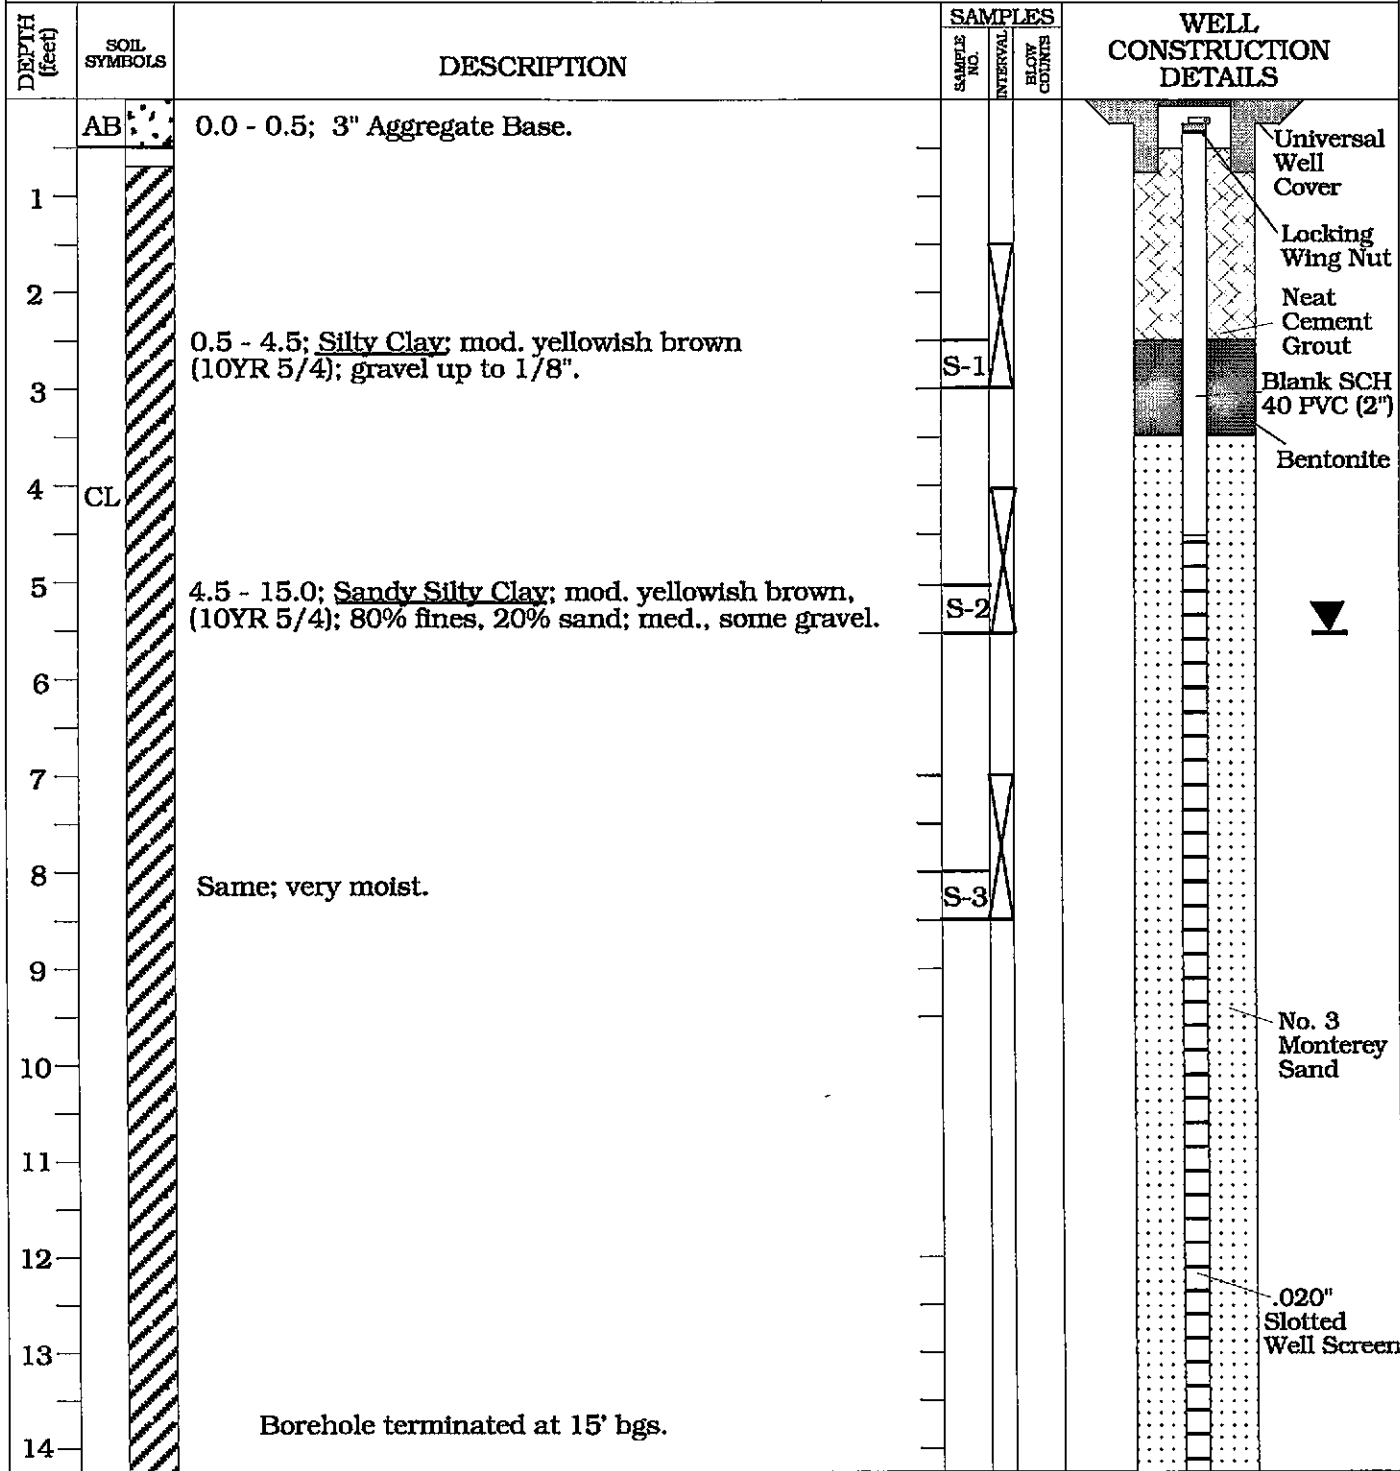 DEPTH
(feet)
SOIL
SYMBOLS
DESCRIPTION
SAMPLES
SAMPLE
NO.
INTERVAL
BLOW
COUNTS
WELL
CONSTRUCTION
DETAILS
AB
0.0 - 0.5; 3" Aggregate Base.
Universal
Well
Cover
1
Locking
Wing Nut
2
Neat
Cement
Grout
0.5 - 4.5; Silty Clay; mod. yellowish brown
(10YR 5/4); gravel up to 1/8".
S-1
3
Blank SCH
40 PVC (2")
Bentonite
4
CL
5
4.5 - 15.0; Sandy Silty Clay; mod. yellowish brown,
(10YR 5/4); 80% fines, 20% sand; med., some gravel.
S-2
6
7
8
Same; very moist.
S-3
9
No. 3
Monterey
Sand
10
11
12
.020"
Slotted
Well Screen
13
Borehole terminated at 15' bgs.
14